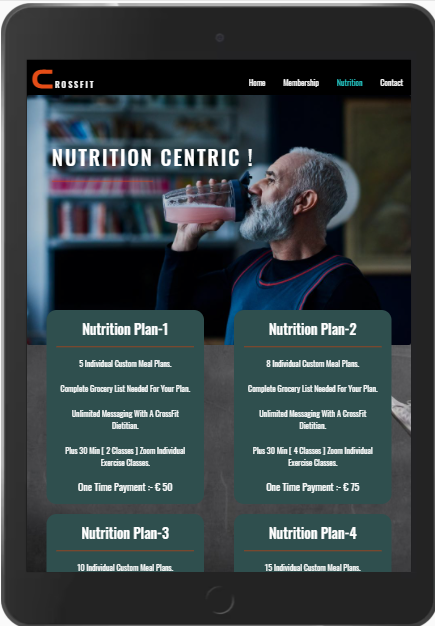 CROSSFIT
Home Membership Nutrition Contact
NUTRITION CENTRIC !
Nutrition Plan-1
5 Individual Custom Meal Plans.
Complete Grocery List Needed For Your Plan.
Unlimited Messaging With A CrossFit
Dietitian.
Plus 30 Min [ 2 Classes ] Zoom Individual
Exercise Classes.
One Time Payment :- € 50
Nutrition Plan-2
8 Individual Custom Meal Plans.
Complete Grocery List Needed For Your Plan.
Unlimited Messaging With A CrossFit
Dietitian.
Plus 30 Min [ 4 Classes ] Zoom Individual
Exercise Classes.
One Time Payment :- € 75
Nutrition Plan-3
10 Individual Custom Meal Plans.
Nutrition Plan-4
15 Individual Custom Meal Plans.